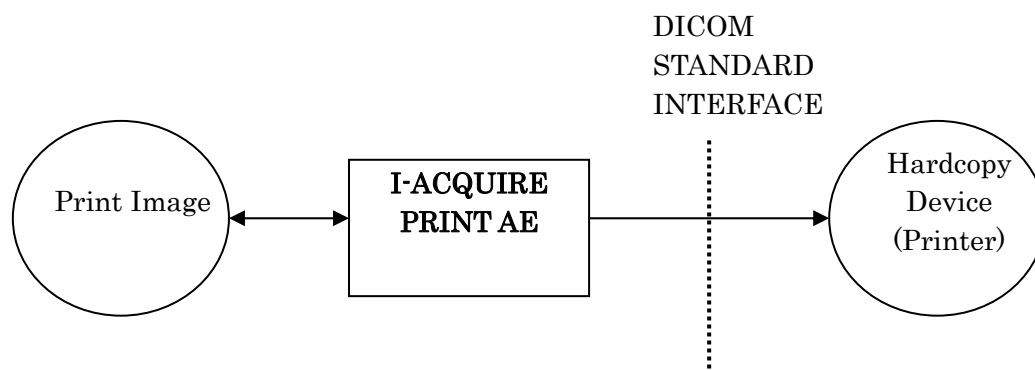 DICOM
STANDARD
INTERFACE
Print Image
I-ACQUIRE
PRINT AE
Hardcopy
Device
(Printer)